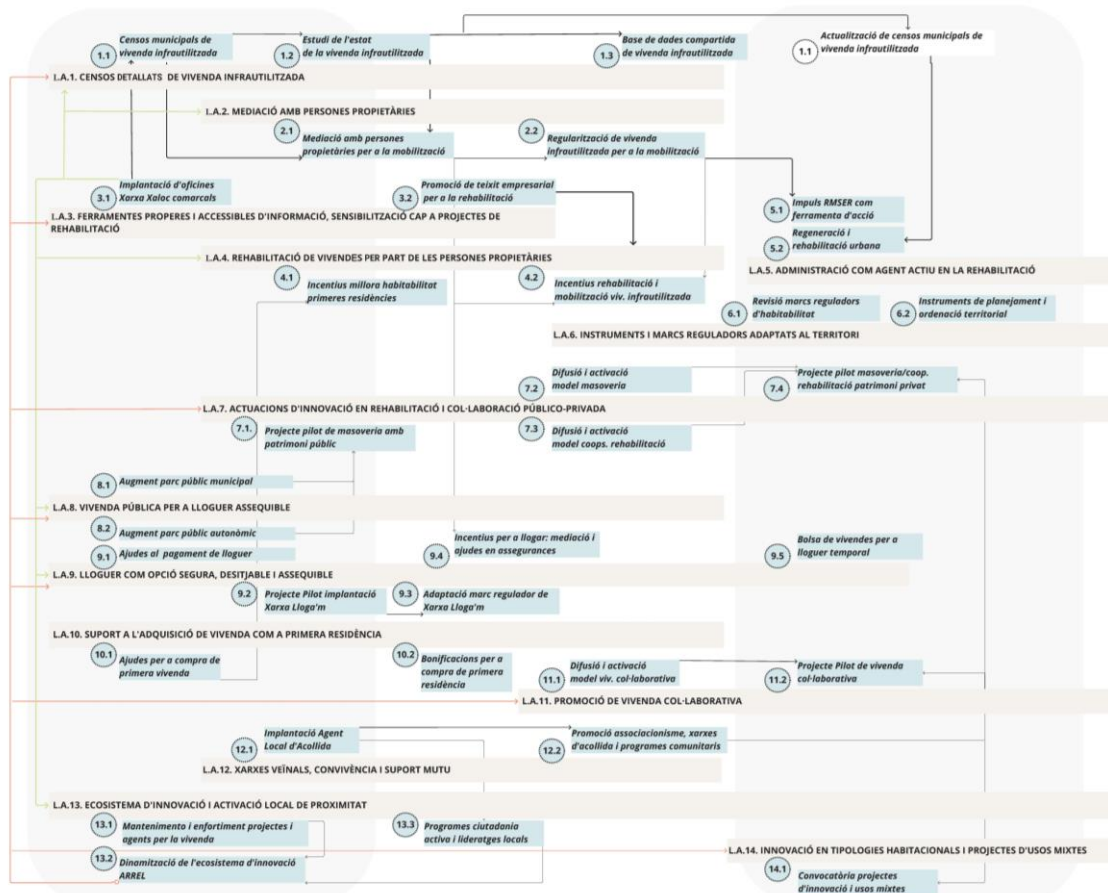 1.1 Censos municipals de
vivenda infrautilitzada
1.2 Estudi de l'estat
de la vivenda infrautilitzada
1.3 Base de dades compartida
de vivenda infrautilitzada
1.1 Actualització de censos municipals de
vivenda infrautilitzada
L.A.1. CENSOS DETALLATS DE VIVENDA INFRAUTILITZADA
L.A.2. MEDIACIÓ AMB PERSONES PROPIETÀRIES
2.1 Mediació amb persones
propietàries per a la mobilització
2.2 Regularització de vivenda
infrautilitzada per a la mobilització
3.1 Implantació d'oficines
Xarxa Xaloc comarcals
3.2 Promoció de teixit empresarial
per a la rehabilitació
5.1 Impuls RMSER com
ferramenta d'acció
L.A.3. FERRAMENTES PROPERES I ACCESSIBLES D'INFORMACIÓ, SENSIBILITZACIÓ CAP A PROJECTES DE
REHABILITACIÓ
5.2 Regeneració i
rehabilitació urbana
L.A.4. REHABILITACIÓ DE VIVENDES PER PART DE LES PERSONES PROPIETÀRIES
L.A.5. ADMINISTRACIÓ COM AGENT ACTIU EN LA REHABILITACIÓ
4.1 Incentius millora habitabilitat
primeres residències
4.2 Incentius rehabilitació i
mobilització viv. infrautilitzada
6.1 Revisió marcs reguladors
d'habitabilitat
6.2 Instruments de planejament i
ordenació territorial
L.A.6. INSTRUMENTS I MARCS REGULADORS ADAPTATS AL TERRITORI
7.2 Difusió i activació
model masoveria
7.4 Projecte pilot masoveria/coop.
rehabilitació patrimoni privat
L.A.7. ACTUACIONS D'INNOVACIÓ EN REHABILITACIÓ I COL·LABORACIÓ PÚBLICO-PRIVADA
7.1. Projecte pilot de masoveria amb
patrimoni públic
7.3 Difusió i activació
model coops. rehabilitació
8.1 Augment parc públic municipal
L.A.8. VIVENDA PÚBLICA PER A LLOGUER ASSEQUIBLE
8.2 Augment parc públic autonòmic
9.1 Ajudes al pagament de lloguer
9.4 Incentius per a llogar: mediació i
ajudes en assegurances
9.5 Bolsa de vivendes per a
lloguer temporal
L.A.9. LLOGUER COM OPCIÓ SEGURA, DESITJABLE I ASSEQUIBLE
9.2 Projecte Pilot implantació
Xarxa Lloga'm
9.3 Adaptació marc regulador de
Xarxa Lloga'm
L.A.10. SUPORT A L'ADQUISICIÓ DE VIVENDA COM A PRIMERA RESIDÈNCIA
10.1 Ajudes per a compra de
primera vivenda
10.2 Bonificacions per a
compra de primera
residència
11.1 Difusió i activació
model viv. col·laborativa
11.2 Projecte Pilot de vivenda
col·laborativa
L.A.11. PROMOCIÓ DE VIVENDA COL·LABORATIVA
12.1 Implantació Agent
Local d'Acollida
12.2 Promoció associacionisme, xarxes
d'acollida i programes comunitaris
L.A.12. XARXES VEÏNALS, CONVIVÈNCIA I SUPORT MUTU
L.A.13. ECOSISTEMA D'INNOVACIÓ I ACTIVACIÓ LOCAL DE PROXIMITAT
13.1 Mantenimento i enfortiment projectes i
agents per la vivenda
13.3 Programes ciutadania
activa i lideratges locals
L.A.14. INNOVACIÓ EN TIPOLOGIES HABITACIONALS I PROJECTES D'USOS MIXTES
13.2 Dinamització de l'ecosistema d'innovació
ARREL
14.1 Convocatòria projectes
d'innovació i usos mixtes